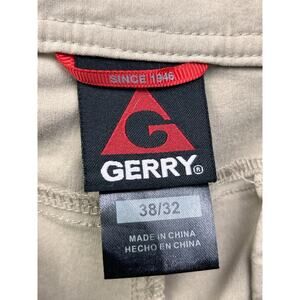 SINCE 1946
G
GERRY®
38/32
MADE IN CHINA
HECHO EN CHINA